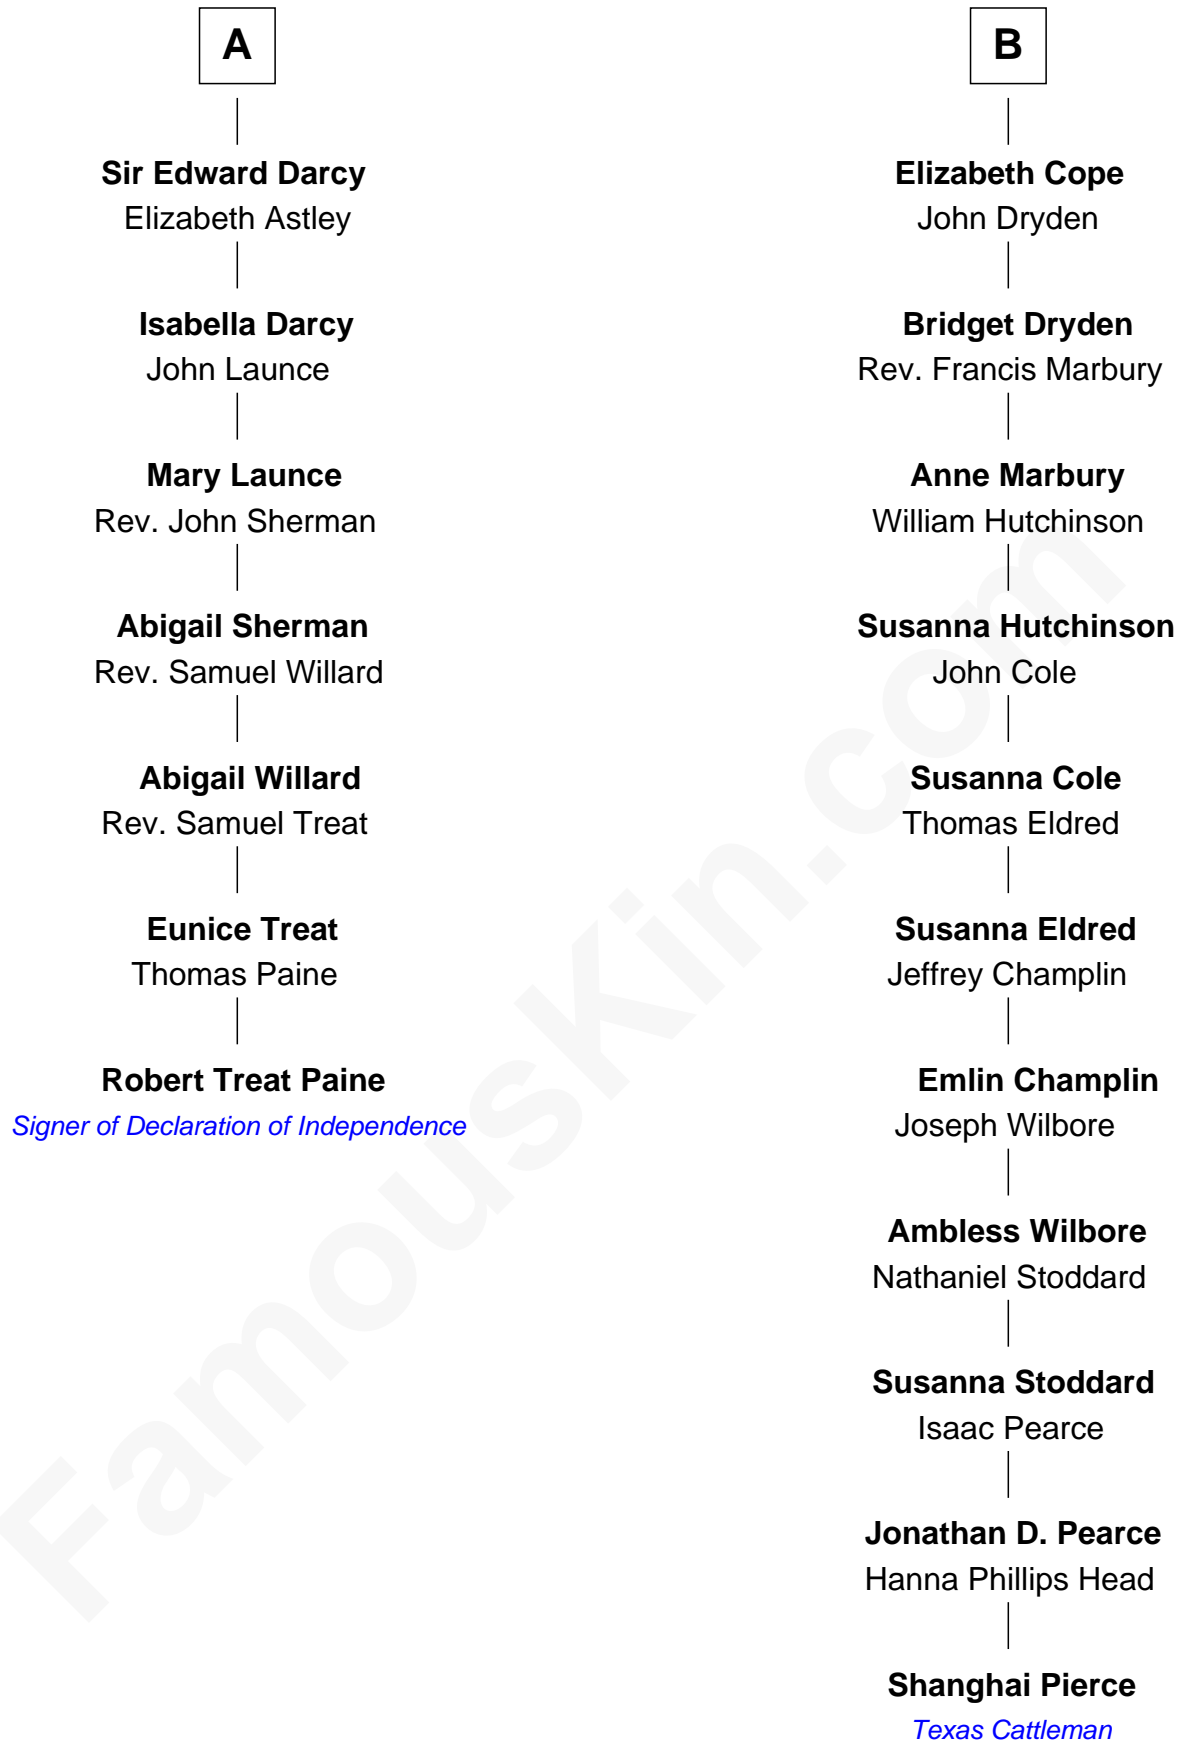 A
Sir Edward Darcy
Elizabeth Astley
Isabella Darcy
John Launce
Mary Launce
Rev. John Sherman
Abigail Sherman
Rev. Samuel Willard
Abigail Willard
Rev. Samuel Treat
Eunice Treat
Thomas Paine
Robert Treat Paine
Signer of Declaration of Independence
B
Elizabeth Cope
John Dryden
Bridget Dryden
Rev. Francis Marbury
Anne Marbury
William Hutchinson
Susanna Hutchinson
John Cole
Susanna Cole
Thomas Eldred
Susanna Eldred
Jeffrey Champlin
Emlin Champlin
Joseph Wilbore
Ambless Wilbore
Nathaniel Stoddard
Susanna Stoddard
Isaac Pearce
Jonathan D. Pearce
Hanna Phillips Head
Shanghai Pierce
Texas Cattleman
FamousKin.com